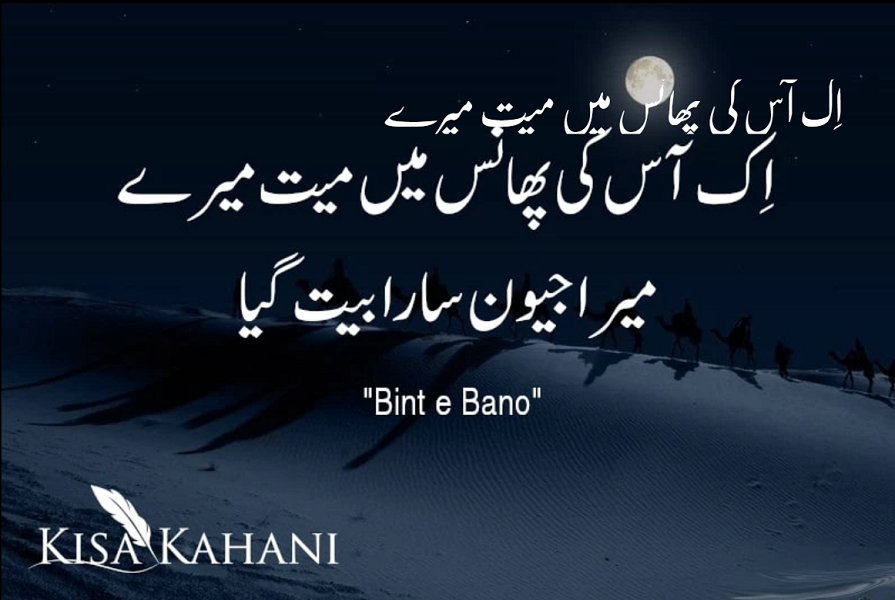 اِل آس کی پھانس میں میت میرے
اِک آس کی پھانس میں میت میرے
میرا جیون سارا بیت گیا
"Bint e Bano"
KISA KAHANI